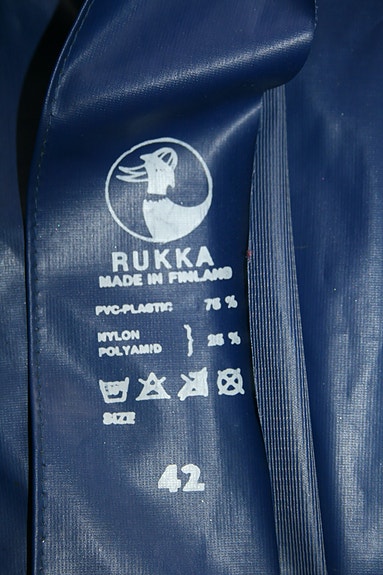 RUKKA
MADE IN FINLAND
PVC-PLASTIC 75 %
NYLON
POLYAMID } 25 %
SIZE
42